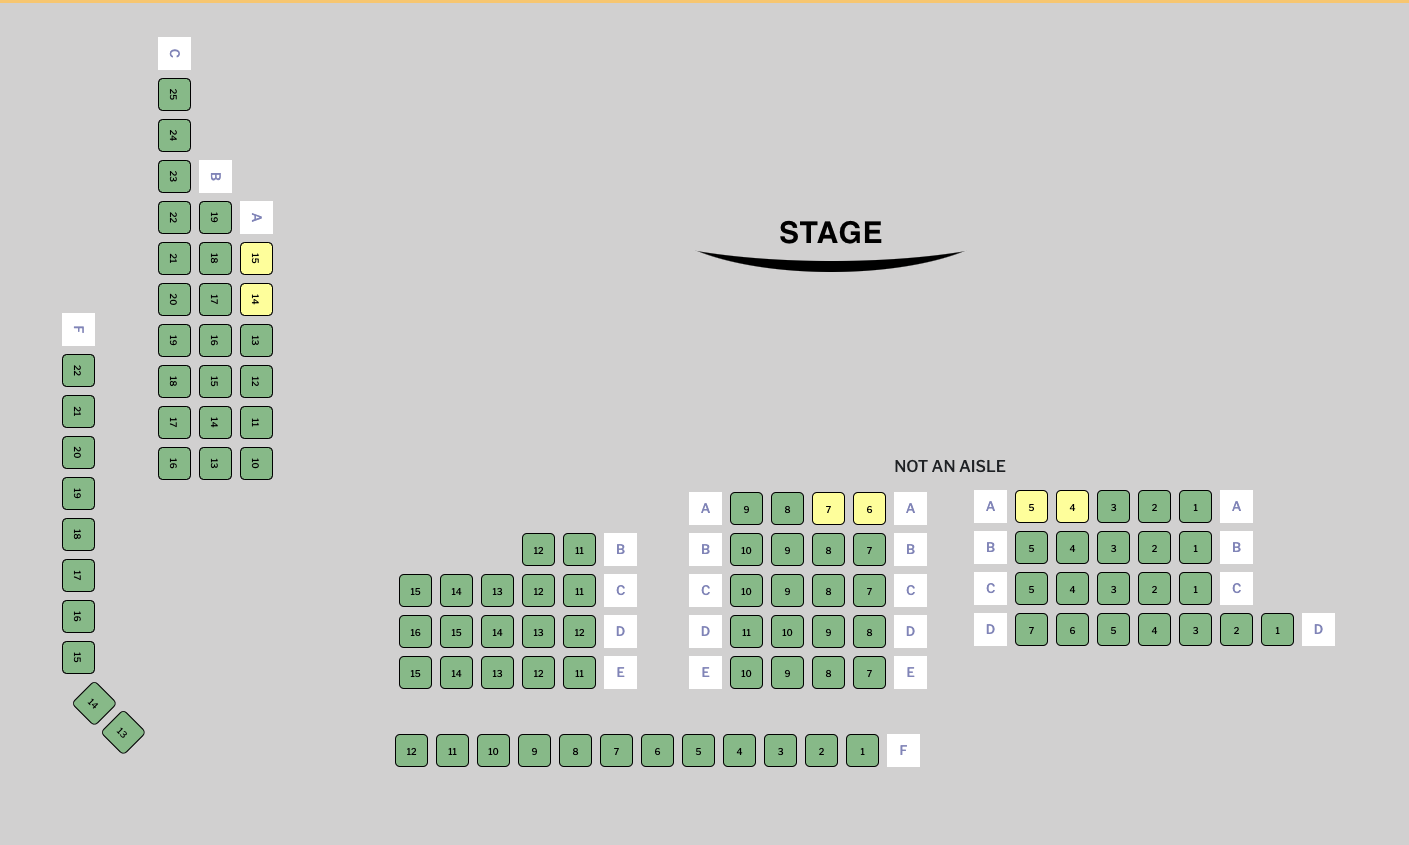 C
25
24
23 B
22 19 A
21 18 15
20 17 14
19 16 13
18 15 12
17 14 11
16 13 10
F
22
21
20
19
18
17
16
15
14
13
STAGE
NOT AN AISLE
12 11 B
15 14 13 12 11 C
16 15 14 13 12 D
15 14 13 12 11 E
A 9 8 7 6 A
B 10 9 8 7 B
C 10 9 8 7 C
D 11 10 9 8 D
E 10 9 8 7 E
A 5 4 3 2 1 A
B 5 4 3 2 1 B
C 5 4 3 2 1 C
D 7 6 5 4 3 2 1 D
12 11 10 9 8 7 6 5 4 3 2 1 F